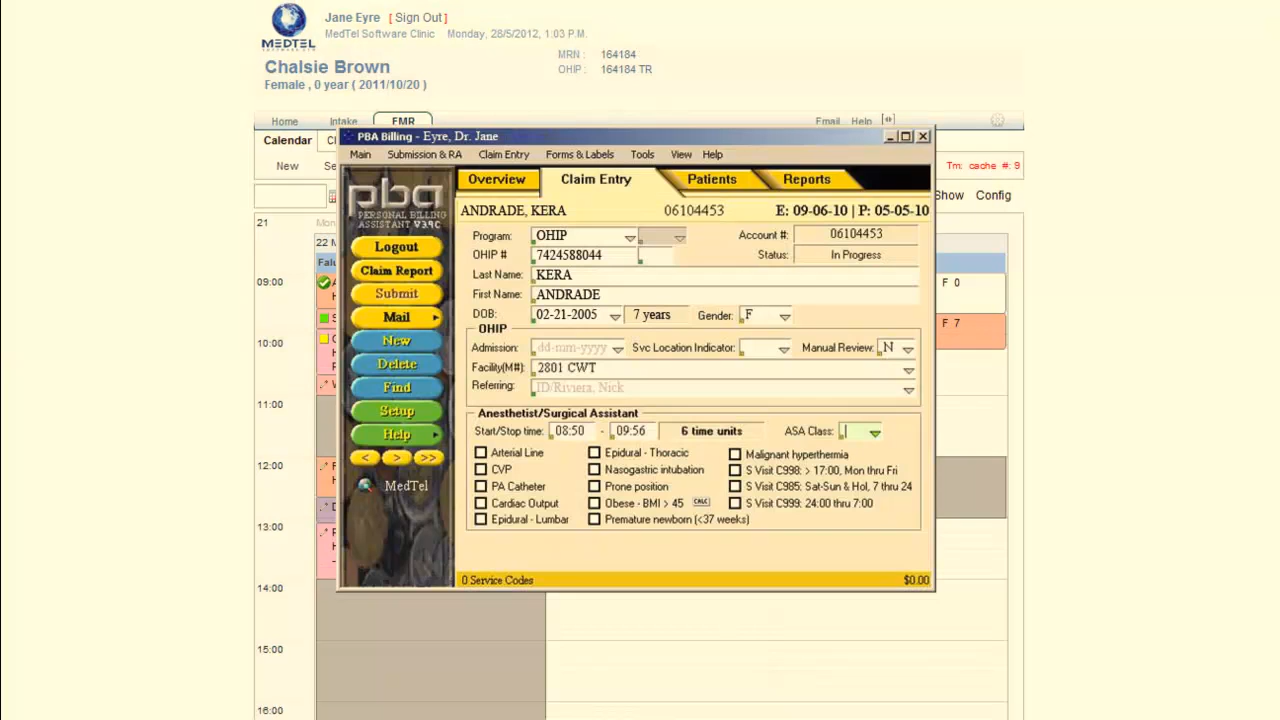 Jane Eyre [ Sign Out ]
MedTel Software Clinic Monday, 28/5/2012, 1:03 P.M.
MEDTEL
Chalsie Brown
Female , 0 year ( 2011/10/20 )
MRN : 164184
OHIP : 164184 TR
Home Intake EMR Email Help
Calendar
New
Tm: cache #: 9
Show Config
PBA Billing - Eyre, Dr. Jane
Main Submission & RA Claim Entry Forms & Labels Tools View Help
pba
PERSONAL BILLING
ASSISTANT V3.9C
Overview Claim Entry Patients Reports
ANDRADE, KERA 06104453 E: 09-06-10 | P: 05-05-10
Program: OHIP Account #: 06104453
OHIP # 7424588044 Status: In Progress
Last Name: KERA
First Name: ANDRADE
DOB: 02-21-2005 7 years Gender: F
OHIP
Admission: dd-mm-yyyy Svc Location Indicator: Manual Review: N
Facility(M#): 2801 CWT
Referring: ID/Riviera, Nick
Anesthetist/Surgical Assistant
Start/Stop time: 08:50 - 09:56 6 time units ASA Class:
Arterial Line Epidural - Thoracic Malignant hyperthermia
CVP Nasogastric intubation S Visit C998: > 17:00, Mon thru Fri
PA Catheter Prone position S Visit C985: Sat-Sun & Hol, 7 thru 24
Cardiac Output Obese - BMI > 45 CALC S Visit C999: 24:00 thru 7:00
Epidural - Lumbar Premature newborn (<37 weeks)
0 Service Codes $0.00
Logout
Claim Report
Submit
Mail
New
Delete
Find
Setup
Help
< > >>
MedTel
21
22 M
09:00
10:00
11:00
12:00
13:00
14:00
15:00
16:00
F 0
F 7